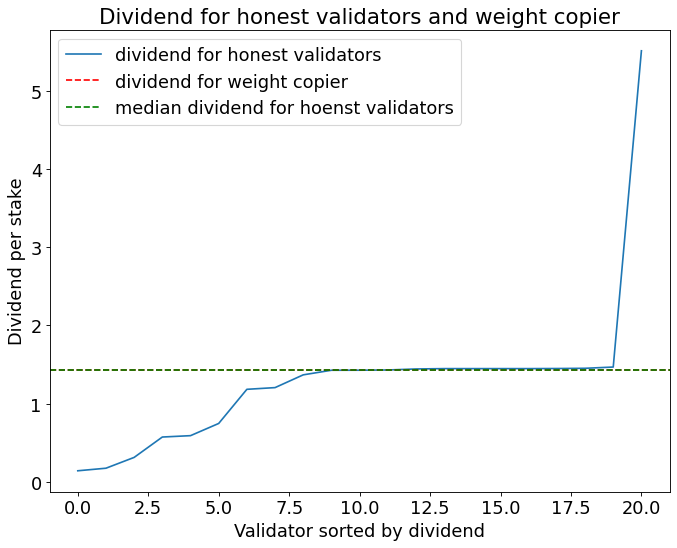 Dividend for honest validators and weight copier
dividend for honest validators
dividend for weight copier
median dividend for hoenst validators
Dividend per stake
5
4
3
2
1
0
0.0 2.5 5.0 7.5 10.0 12.5 15.0 17.5 20.0
Validator sorted by dividend